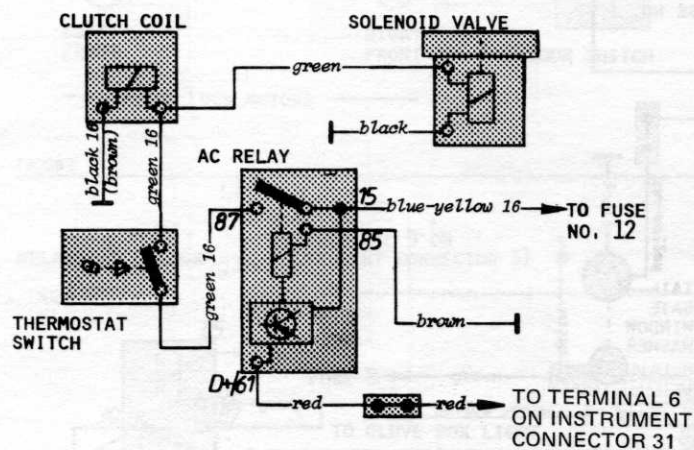 CLUTCH COIL
SOLENOID VALVE
green
black
black 16
(brown)
green 16
AC RELAY
87
15
blue-yellow 16
TO FUSE
NO. 12
85
green 16
THERMOSTAT
SWITCH
brown
D+/61
red
red
TO TERMINAL 6
ON INSTRUMENT
CONNECTOR 31